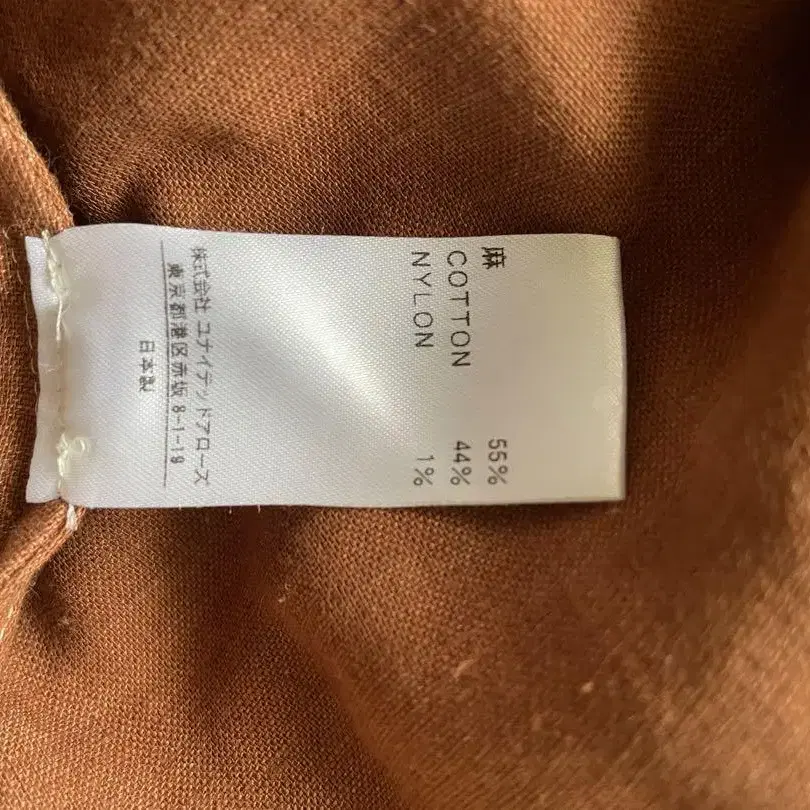 麻 55%
COTTON 44%
NYLON 1%
株式会社 ユナイテッドアローズ
東京都港区赤坂 8-1-19
日本製